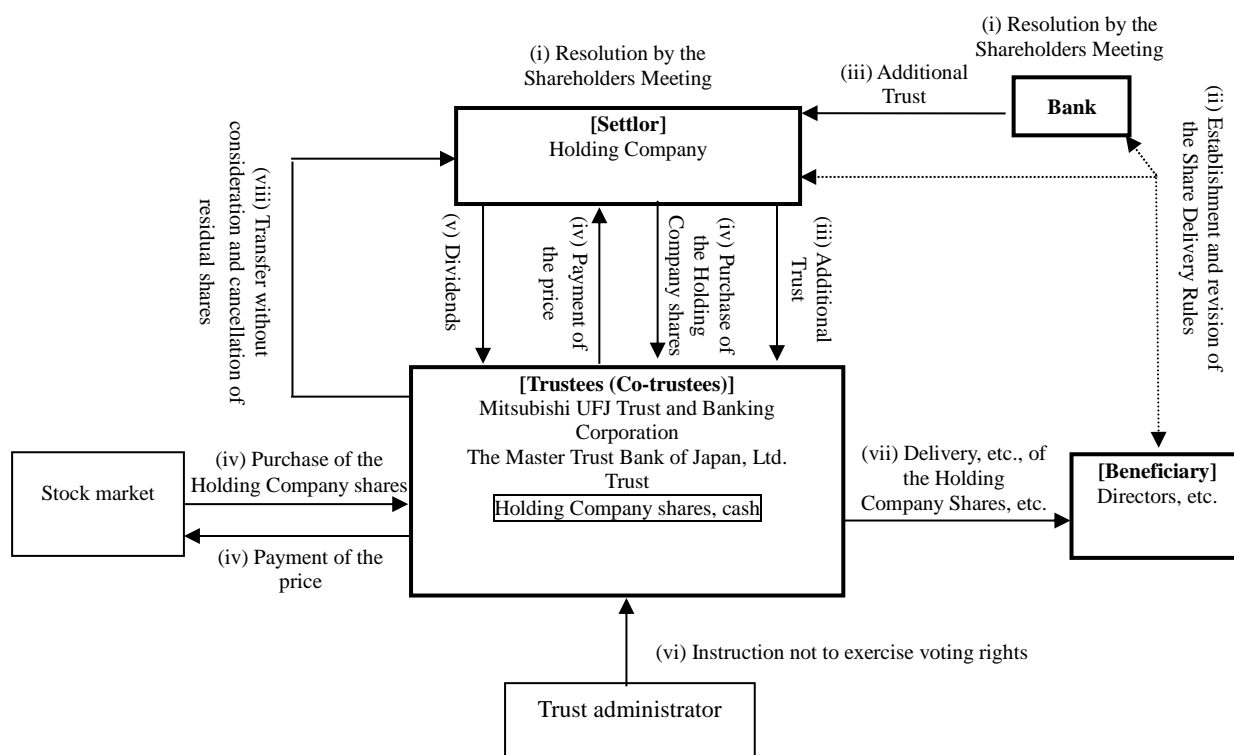 (i) Resolution by the
Shareholders Meeting
(i) Resolution by the
Shareholders Meeting
(iii) Additional
Trust
Bank
(ii) Establishment and revision of
the Share Delivery Rules
[Settlor]
Holding Company
(viii) Transfer without
consideration and cancellation of
residual shares
(v) Dividends
(iv) Payment of
the price
(iv) Purchase of
the Holding
Company shares
(iii) Additional
Trust
[Trustees (Co-trustees)]
Mitsubishi UFJ Trust and Banking
Corporation
The Master Trust Bank of Japan, Ltd.
Trust
Holding Company shares, cash
Stock market
(iv) Purchase of the
Holding Company shares
(iv) Payment of the
price
(vii) Delivery, etc., of
the Holding
Company Shares, etc.
[Beneficiary]
Directors, etc.
(vi) Instruction not to exercise voting rights
Trust administrator